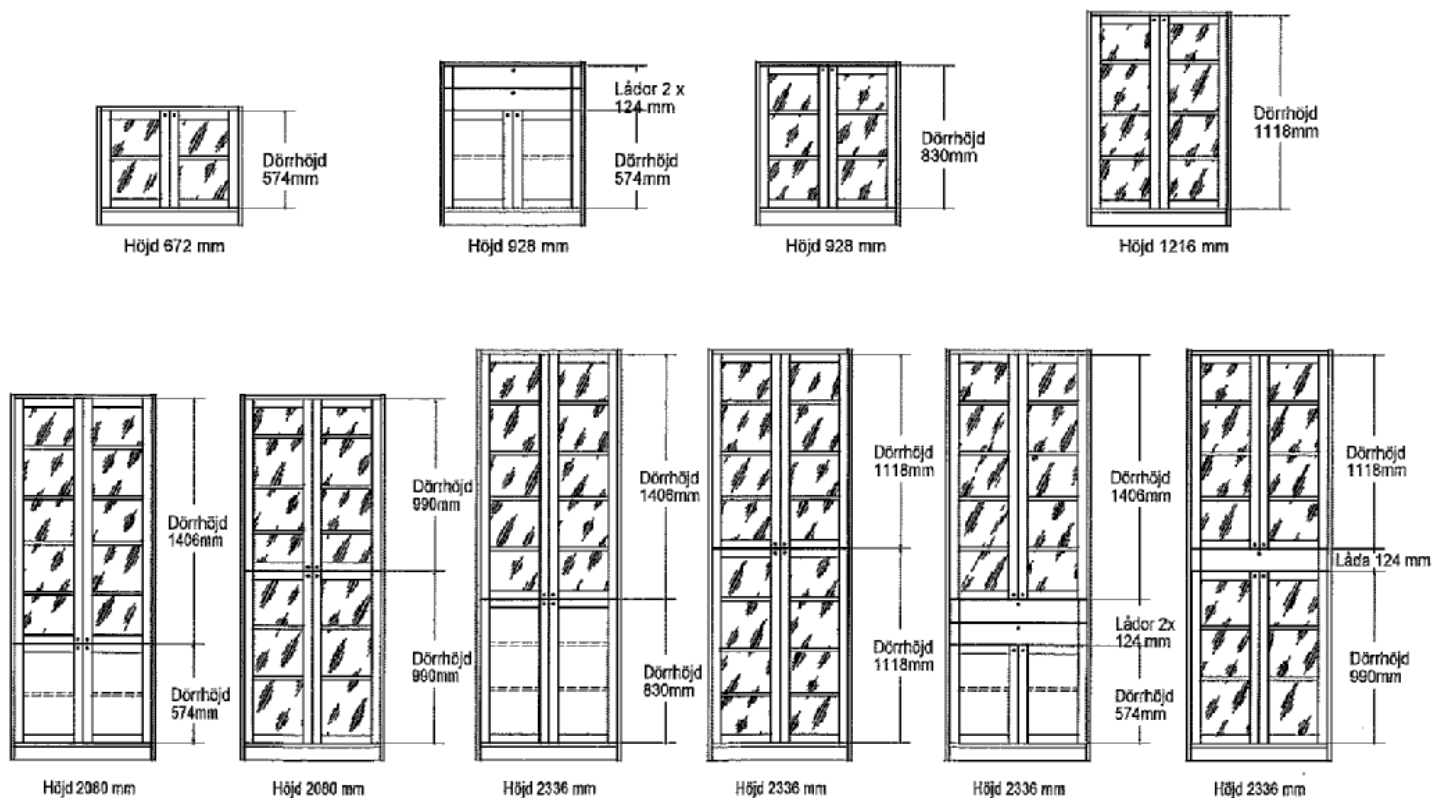 Dörrhöjd
574mm
Höjd 672 mm
Lådor 2 x
124 mm
Dörrhöjd
574mm
Höjd 928 mm
Dörrhöjd
830mm
Höjd 928 mm
Dörrhöjd
1118mm
Höjd 1216 mm
Dörrhöjd
1406mm
Dörrhöjd
574mm
Höjd 2080 mm
Dörrhöjd
990mm
Dörrhöjd
990mm
Höjd 2080 mm
Dörrhöjd
1406mm
Dörrhöjd
830mm
Höjd 2336 mm
Dörrhöjd
1118mm
Dörrhöjd
1118mm
Höjd 2336 mm
Dörrhöjd
1406mm
Lådor 2x
124 mm
Dörrhöjd
574mm
Höjd 2336 mm
Dörrhöjd
1118mm
Låda 124 mm
Dörrhöjd
990mm
Höjd 2336 mm